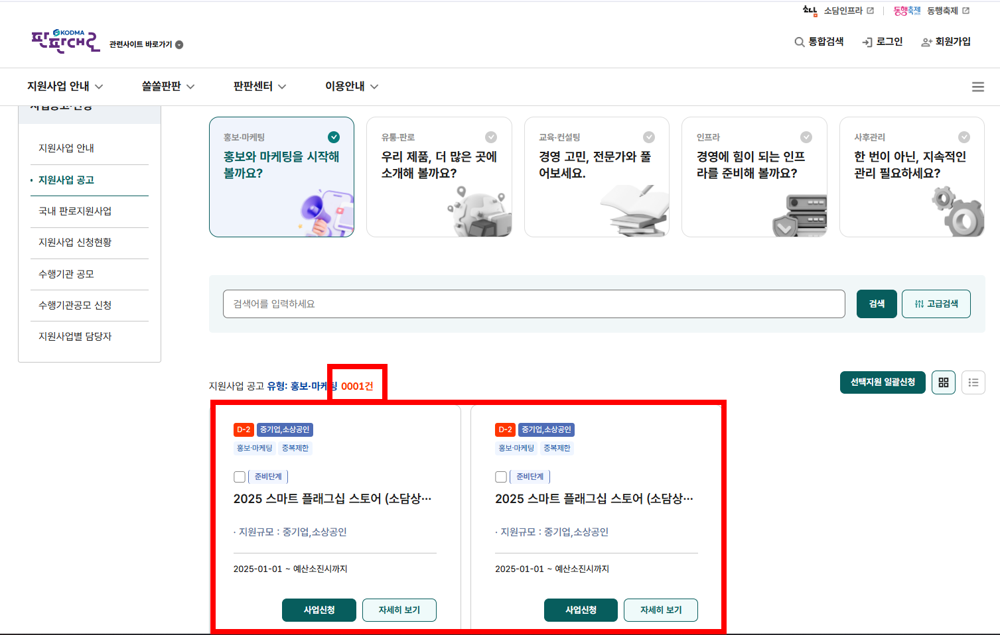 소담
소담인프라
동행축제
동행축제
KODMA
판판대로
관련사이트 바로가기
통합검색
로그인
회원가입
지원사업 안내
쏠쏠판판
판판센터
이용안내
사업공고·신청
지원사업 안내
지원사업 공고
국내 판로지원사업
지원사업 신청현황
수행기관 공모
수행기관공모 신청
지원사업별 담당자
홍보·마케팅
홍보와 마케팅을 시작해
볼까요?
유통·판로
우리 제품, 더 많은 곳에
소개해 볼까요?
교육·컨설팅
경영 고민, 전문가와 풀
어보세요.
인프라
경영에 힘이 되는 인프
라를 준비해 볼까요?
사후관리
한 번이 아닌, 지속적인
관리 필요하세요?
검색어를 입력하세요
검색
고급검색
지원사업 공고 유형: 홍보·마케팅 0001건
선택지원 일괄신청
D-2 중기업,소상공인
홍보·마케팅 중복제한
준비단계
2025 스마트 플래그십 스토어 (소담상···
· 지원규모 : 중기업,소상공인
2025-01-01 ~ 예산소진시까지
사업신청
자세히 보기
D-2 중기업,소상공인
홍보·마케팅 중복제한
준비단계
2025 스마트 플래그십 스토어 (소담상···
· 지원규모 : 중기업,소상공인
2025-01-01 ~ 예산소진시까지
사업신청
자세히 보기